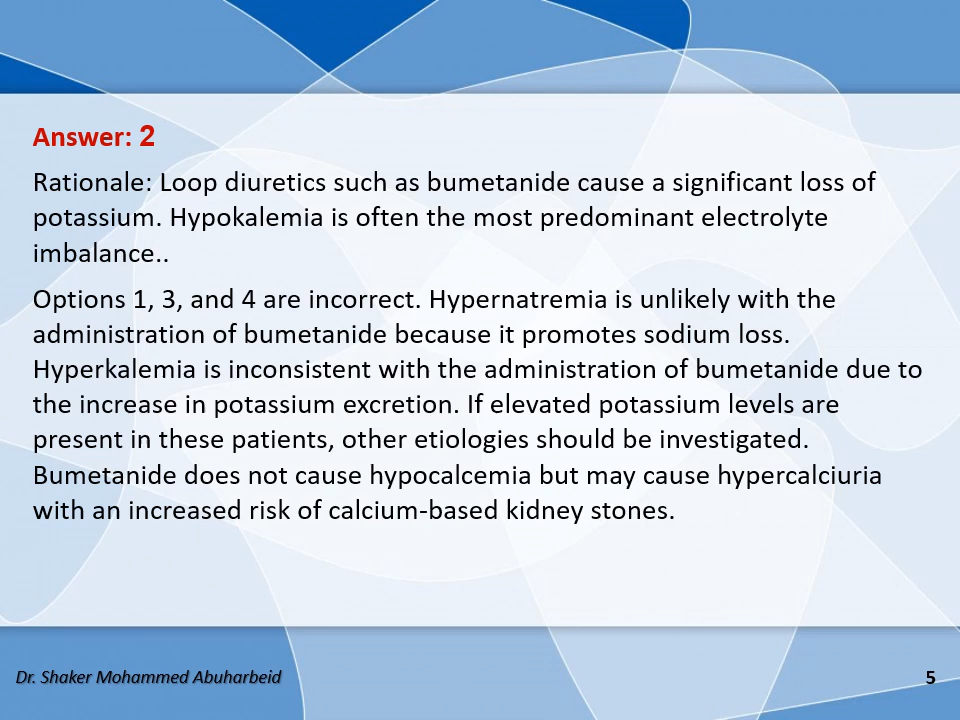 Answer: 2
Rationale: Loop diuretics such as bumetanide cause a significant loss of
potassium. Hypokalemia is often the most predominant electrolyte
imbalance..
Options 1, 3, and 4 are incorrect. Hypernatremia is unlikely with the
administration of bumetanide because it promotes sodium loss.
Hyperkalemia is inconsistent with the administration of bumetanide due to
the increase in potassium excretion. If elevated potassium levels are
present in these patients, other etiologies should be investigated.
Bumetanide does not cause hypocalcemia but may cause hypercalciuria
with an increased risk of calcium-based kidney stones.
Dr. Shaker Mohammed Abuharbeid
5